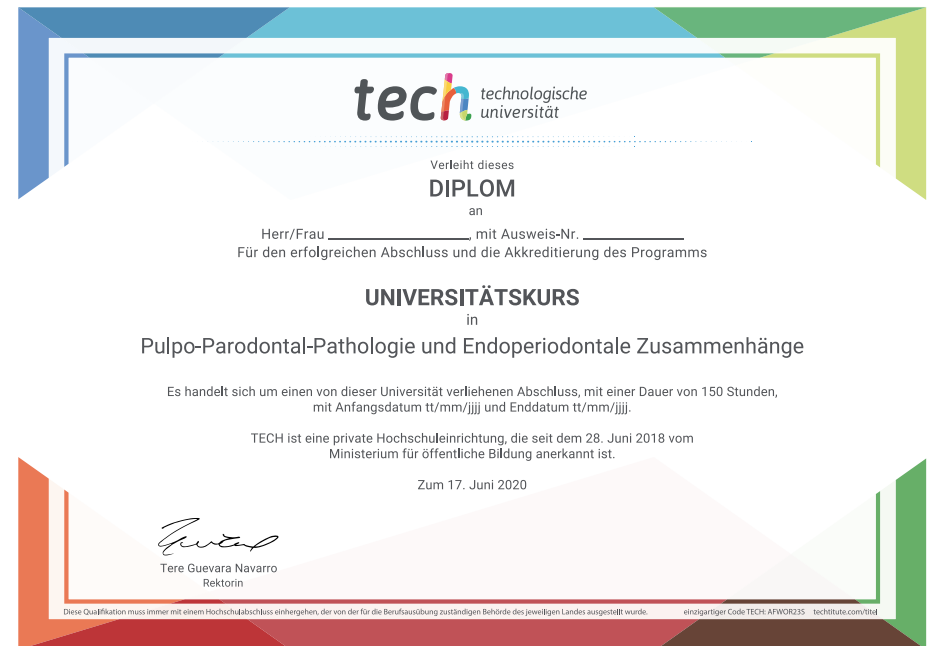 tech technologische
universität
Verleiht dieses
DIPLOM
an
Herr/Frau ________________, mit Ausweis-Nr. ________________
Für den erfolgreichen Abschluss und die Akkreditierung des Programms
UNIVERSITÄTSKURS
in
Pulpo-Parodontal-Pathologie und Endoperiodontale Zusammenhänge
Es handelt sich um einen von dieser Universität verliehenen Abschluss, mit einer Dauer von 150 Stunden,
mit Anfangsdatum tt/mm/jjjj und Enddatum tt/mm/jjjj.
TECH ist eine private Hochschuleinrichtung, die seit dem 28. Juni 2018 vom
Ministerium für öffentliche Bildung anerkannt ist.
Zum 17. Juni 2020
Tere Guevara Navarro
Rektorin
Diese Qualifikation muss immer mit einem Hochschulabschluss einhergehen, der von der für die Berufsausübung zuständigen Behörde des jeweiligen Landes ausgestellt wurde. einzigartiger Code TECH: AFWOR23S techtitute.com/titel